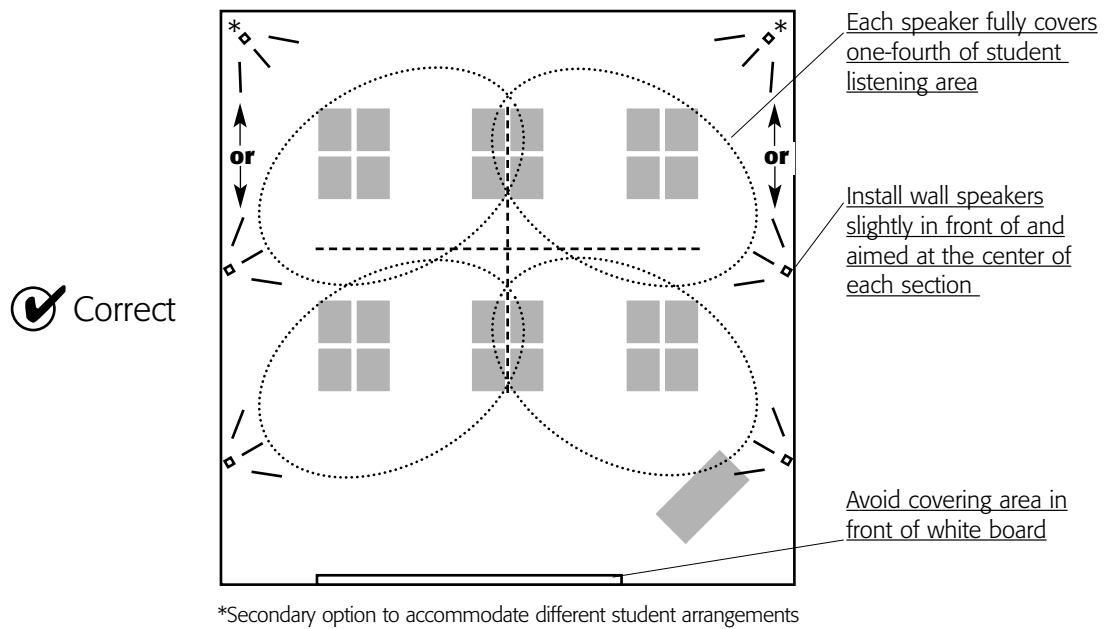 *
*
Each speaker fully covers
one-fourth of student
listening area
or
or
Install wall speakers
slightly in front of and
aimed at the center of
each section
Correct
Avoid covering area in
front of white board
*Secondary option to accommodate different student arrangements